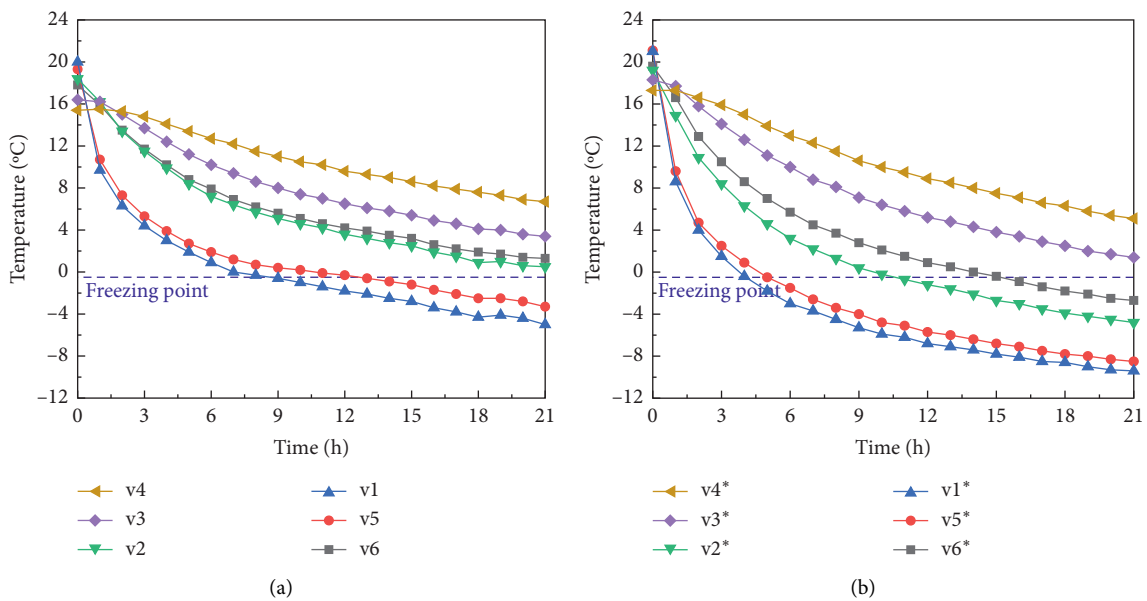 24
20
16
12
8
4
0
−4
−8
−12
Temperature (ºC)
Freezing point
0 3 6 9 12 15 18 21
Time (h)
v4 v1
v3 v5
v2 v6
(a)
24
20
16
12
8
4
0
−4
−8
−12
Temperature (ºC)
Freezing point
0 3 6 9 12 15 18 21
Time (h)
v4* v1*
v3* v5*
v2* v6*
(b)